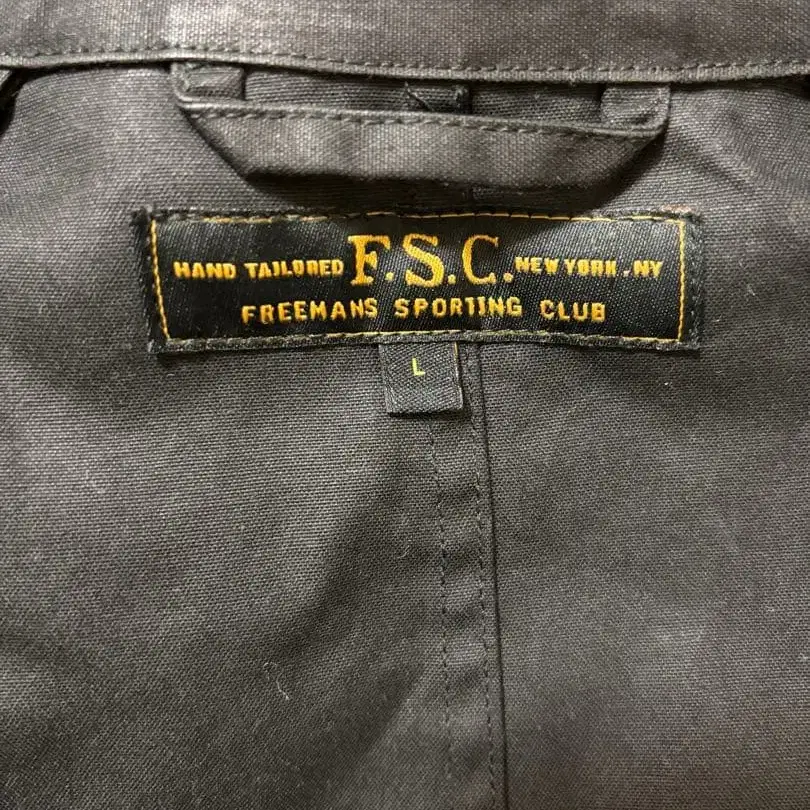 HAND TAILORED F.S.C. NEW YORK.NY
FREEMANS SPORTING CLUB
L